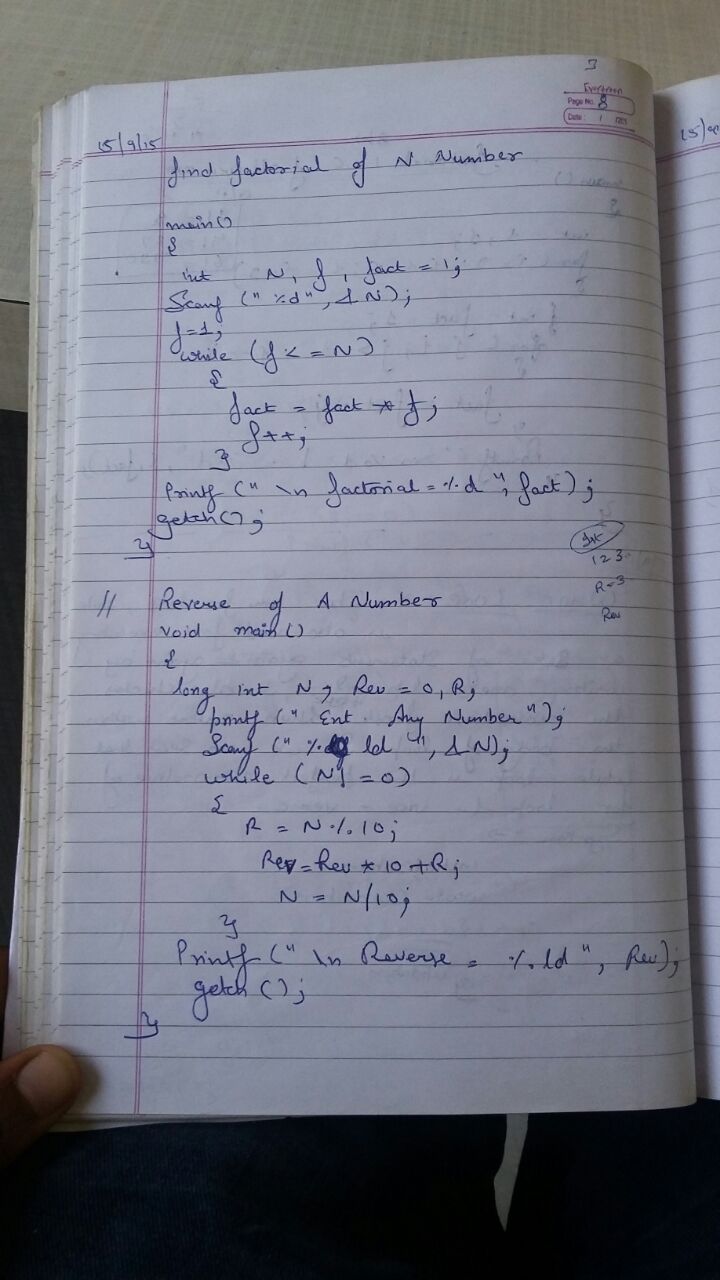 3
Evergreen
Page No. 8
Date: / /201
15/9/15
find factorial of N Number
main()
{
int N, f, fact = 1;
Scanf ("%d", &N);
f=1;
while (f <= N)
{
fact = fact * f;
f++;
}
Printf ("\n factorial = %d", fact);
getch();
}
123
R=3
Rev
// Reverse of A Number
void main()
{
long int N, Rev = 0, R;
printf ("Ent. Any Number");
Scanf ("%ld", &N);
while (N! = 0)
{
R = N % 10;
Rev = Rev * 10 + R;
N = N/10;
}
Printf ("\n Reverse = %ld", Rev);
getch ();
}
15/9